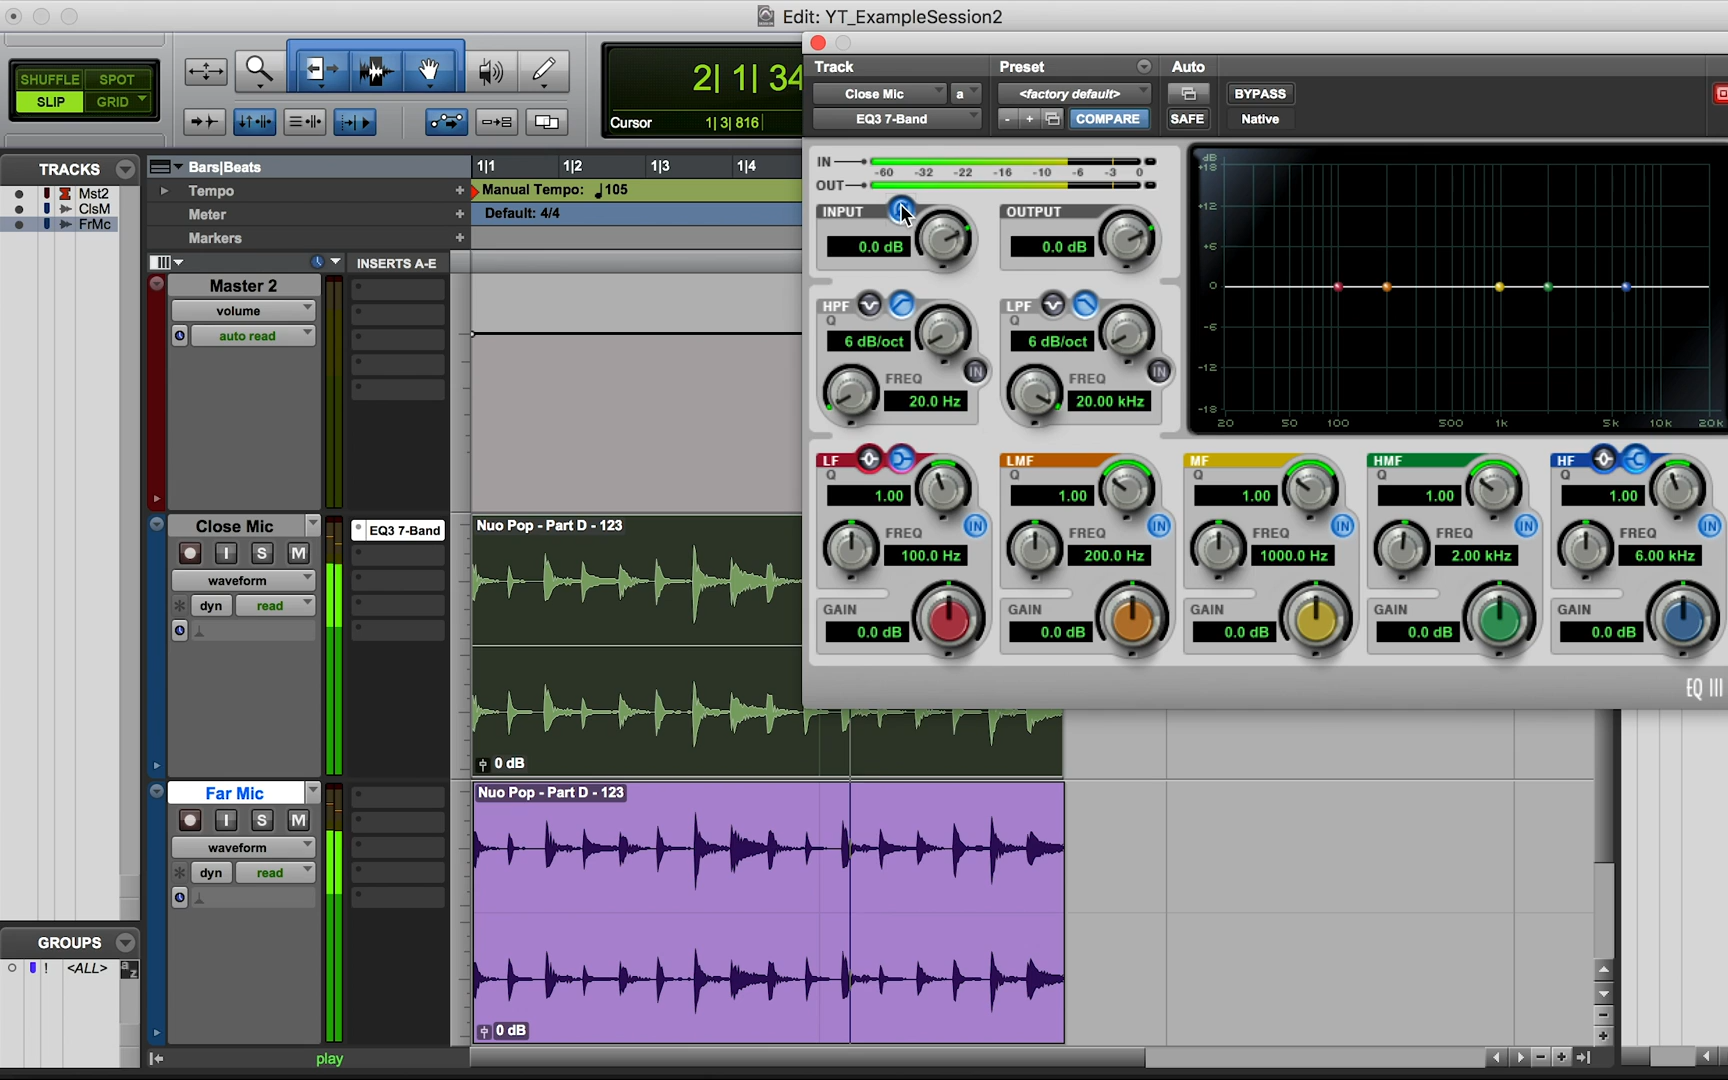 Edit: YT_ExampleSession2
SHUFFLE SPOT
SLIP GRID
2| 1| 34
Cursor 1| 3| 816
Track
Preset
Auto
Close Mic a
<factory default>
BYPASS
EQ3 7-Band
- + COMPARE
SAFE
Native
TRACKS
Mst2
ClsM
FrMc
Bars|Beats
1|1 1|2 1|3 1|4
Tempo +
Manual Tempo: ♩105
Meter +
Default: 4/4
Markers +
INSERTS A-E
Master 2
volume
auto read
Close Mic
EQ3 7-Band
I S M
waveform
dyn read
Nuo Pop - Part D - 123
0 dB
Far Mic
I S M
waveform
dyn read
Nuo Pop - Part D - 123
0 dB
GROUPS
! <ALL> a z
play
IN
-60 -32 -22 -16 -10 -6 -3 0
OUT
INPUT
0.0 dB
OUTPUT
0.0 dB
HPF
Q
6 dB/oct
IN
FREQ
20.0 Hz
LPF
Q
6 dB/oct
IN
FREQ
20.00 kHz
dB
+18
+12
+6
0
-6
-12
-18
20 50 100 500 1k 5k 10k 20k
LF
Q
1.00
IN
FREQ
100.0 Hz
GAIN
0.0 dB
LMF
Q
1.00
IN
FREQ
200.0 Hz
GAIN
0.0 dB
MF
Q
1.00
IN
FREQ
1000.0 Hz
GAIN
0.0 dB
HMF
Q
1.00
IN
FREQ
2.00 kHz
GAIN
0.0 dB
HF
Q
1.00
IN
FREQ
6.00 kHz
GAIN
0.0 dB
EQ III